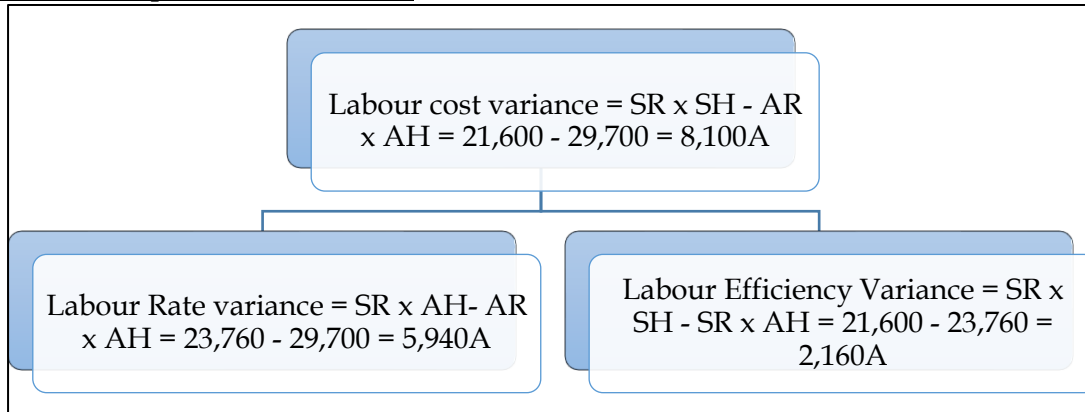 Labour cost variance = SR x SH - AR
x AH = 21,600 - 29,700 = 8,100A
Labour Rate variance = SR x AH- AR
x AH = 23,760 - 29,700 = 5,940A
Labour Efficiency Variance = SR x
SH - SR x AH = 21,600 - 23,760 =
2,160A